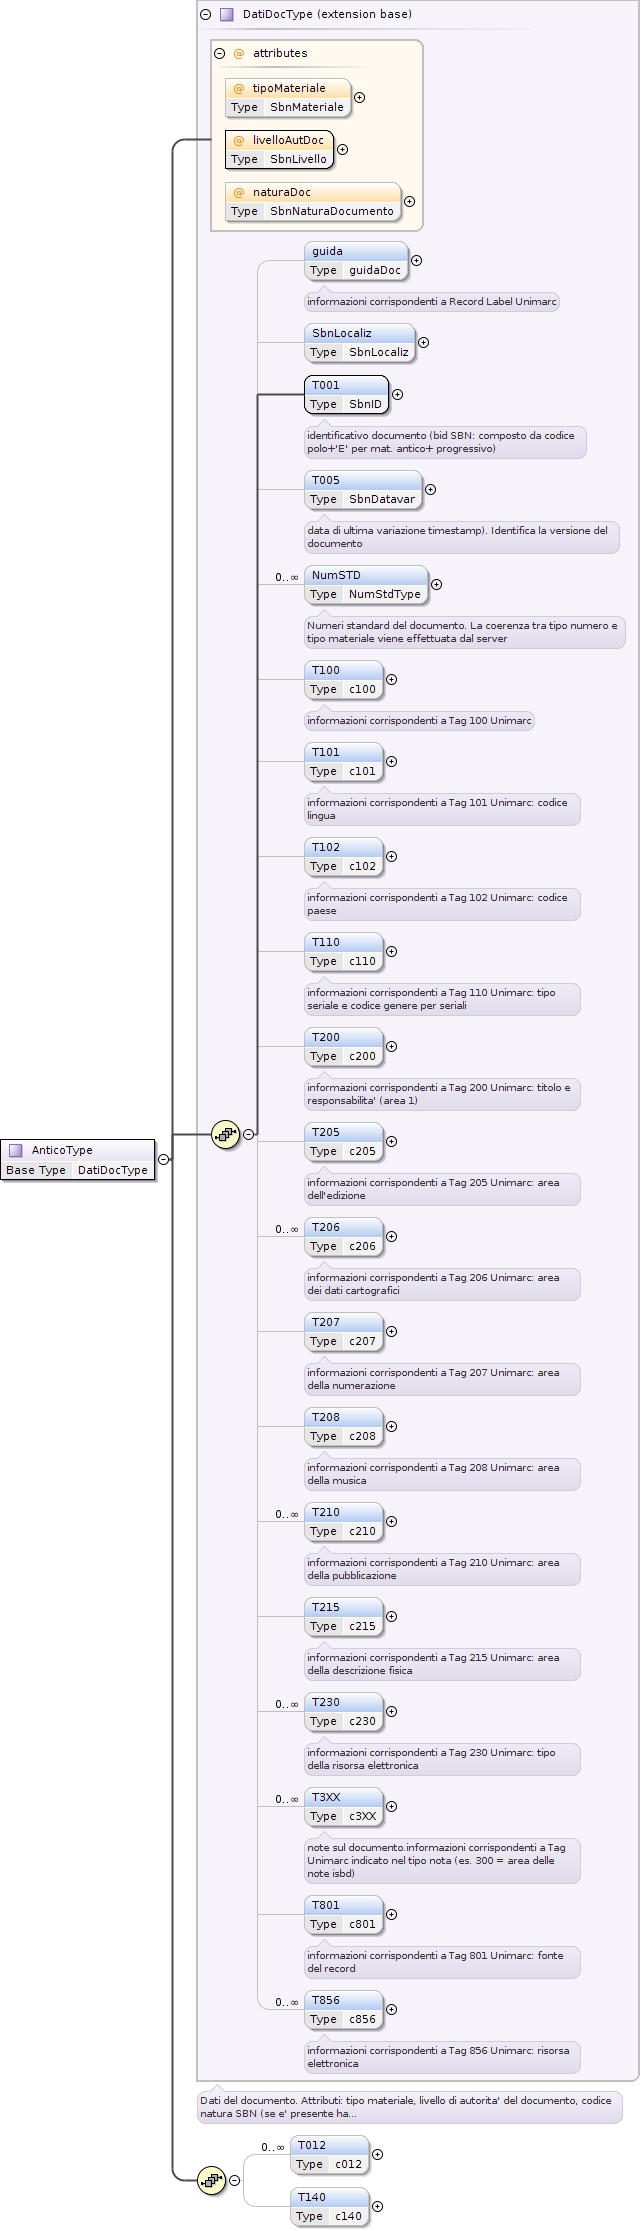 DatiDocType (extension base)
@ attributes
@ tipoMateriale
Type SbnMateriale
@ livelloAutDoc
Type SbnLivello
@ naturaDoc
Type SbnNaturaDocumento
guida
Type guidaDoc
informazioni corrispondenti a Record Label Unimarc
SbnLocaliz
Type SbnLocaliz
T001
Type SbnID
identificativo documento (bid SBN: composto da codice
polo+'E' per mat. antico+ progressivo)
T005
Type SbnDatavar
data di ultima variazione timestamp). Identifica la versione del
documento
0..∞ NumSTD
Type NumStdType
Numeri standard del documento. La coerenza tra tipo numero e
tipo materiale viene effettuata dal server
T100
Type c100
informazioni corrispondenti a Tag 100 Unimarc
T101
Type c101
informazioni corrispondenti a Tag 101 Unimarc: codice
lingua
T102
Type c102
informazioni corrispondenti a Tag 102 Unimarc: codice
paese
T110
Type c110
informazioni corrispondenti a Tag 110 Unimarc: tipo
seriale e codice genere per seriali
T200
Type c200
informazioni corrispondenti a Tag 200 Unimarc: titolo e
responsabilita' (area 1)
AnticoType
Base Type DatiDocType
T205
Type c205
informazioni corrispondenti a Tag 205 Unimarc: area
dell'edizione
0..∞ T206
Type c206
informazioni corrispondenti a Tag 206 Unimarc: area
dei dati cartografici
T207
Type c207
informazioni corrispondenti a Tag 207 Unimarc: area
della numerazione
T208
Type c208
informazioni corrispondenti a Tag 208 Unimarc: area
della musica
0..∞ T210
Type c210
informazioni corrispondenti a Tag 210 Unimarc: area
della pubblicazione
T215
Type c215
informazioni corrispondenti a Tag 215 Unimarc: area
della descrizione fisica
0..∞ T230
Type c230
informazioni corrispondenti a Tag 230 Unimarc: tipo
della risorsa elettronica
0..∞ T3XX
Type c3XX
note sul documento.informazioni corrispondenti a Tag
Unimarc indicato nel tipo nota (es. 300 = area delle
note isbd)
T801
Type c801
informazioni corrispondenti a Tag 801 Unimarc: fonte
del record
0..∞ T856
Type c856
informazioni corrispondenti a Tag 856 Unimarc: risorsa
elettronica
Dati del documento. Attributi: tipo materiale, livello di autorita' del documento, codice
natura SBN (se e' presente ha...
0..∞ T012
Type c012
T140
Type c140